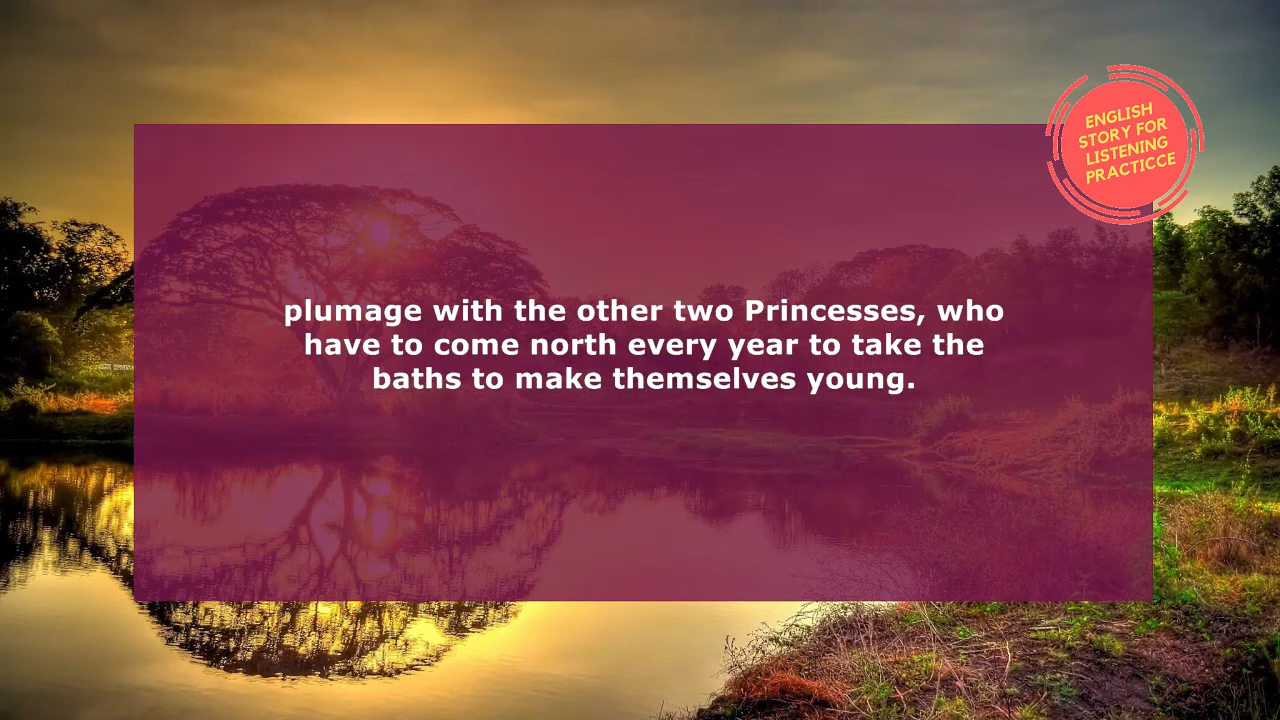 ENGLISH
STORY FOR
LISTENING
PRACTICCE
plumage with the other two Princesses, who
have to come north every year to take the
baths to make themselves young.